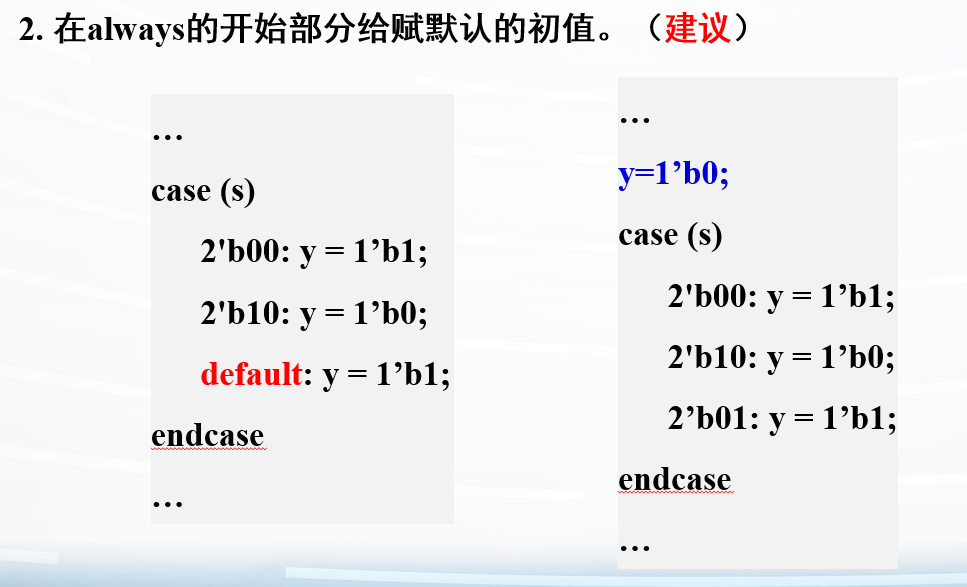 2. 在always的开始部分给赋默认的初值。（建议）
…
case (s)
2'b00: y = 1’b1;
2'b10: y = 1’b0;
default: y = 1’b1;
endcase
…
…
y=1’b0;
case (s)
2'b00: y = 1’b1;
2'b10: y = 1’b0;
2’b01: y = 1’b1;
endcase
…